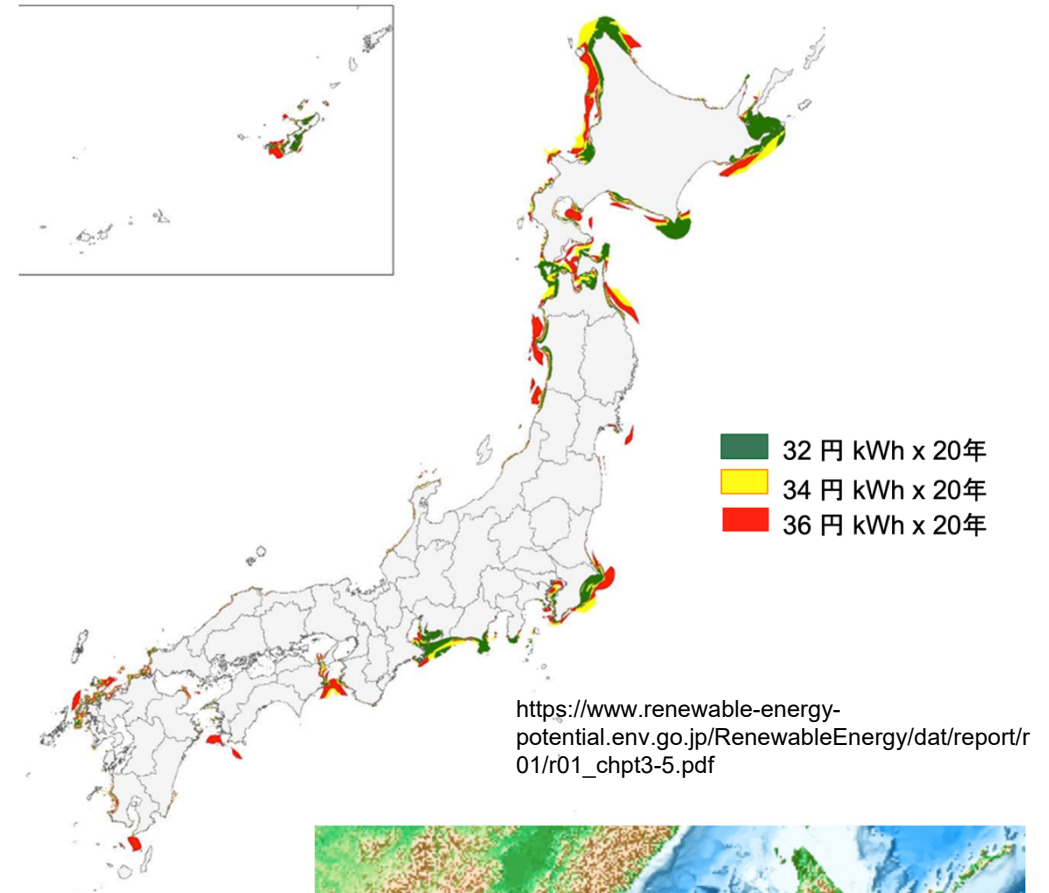 32 円 kWh x 20年
34 円 kWh x 20年
36 円 kWh x 20年
https://www.renewable-energy-
potential.env.go.jp/RenewableEnergy/dat/report/r
01/r01_chpt3-5.pdf